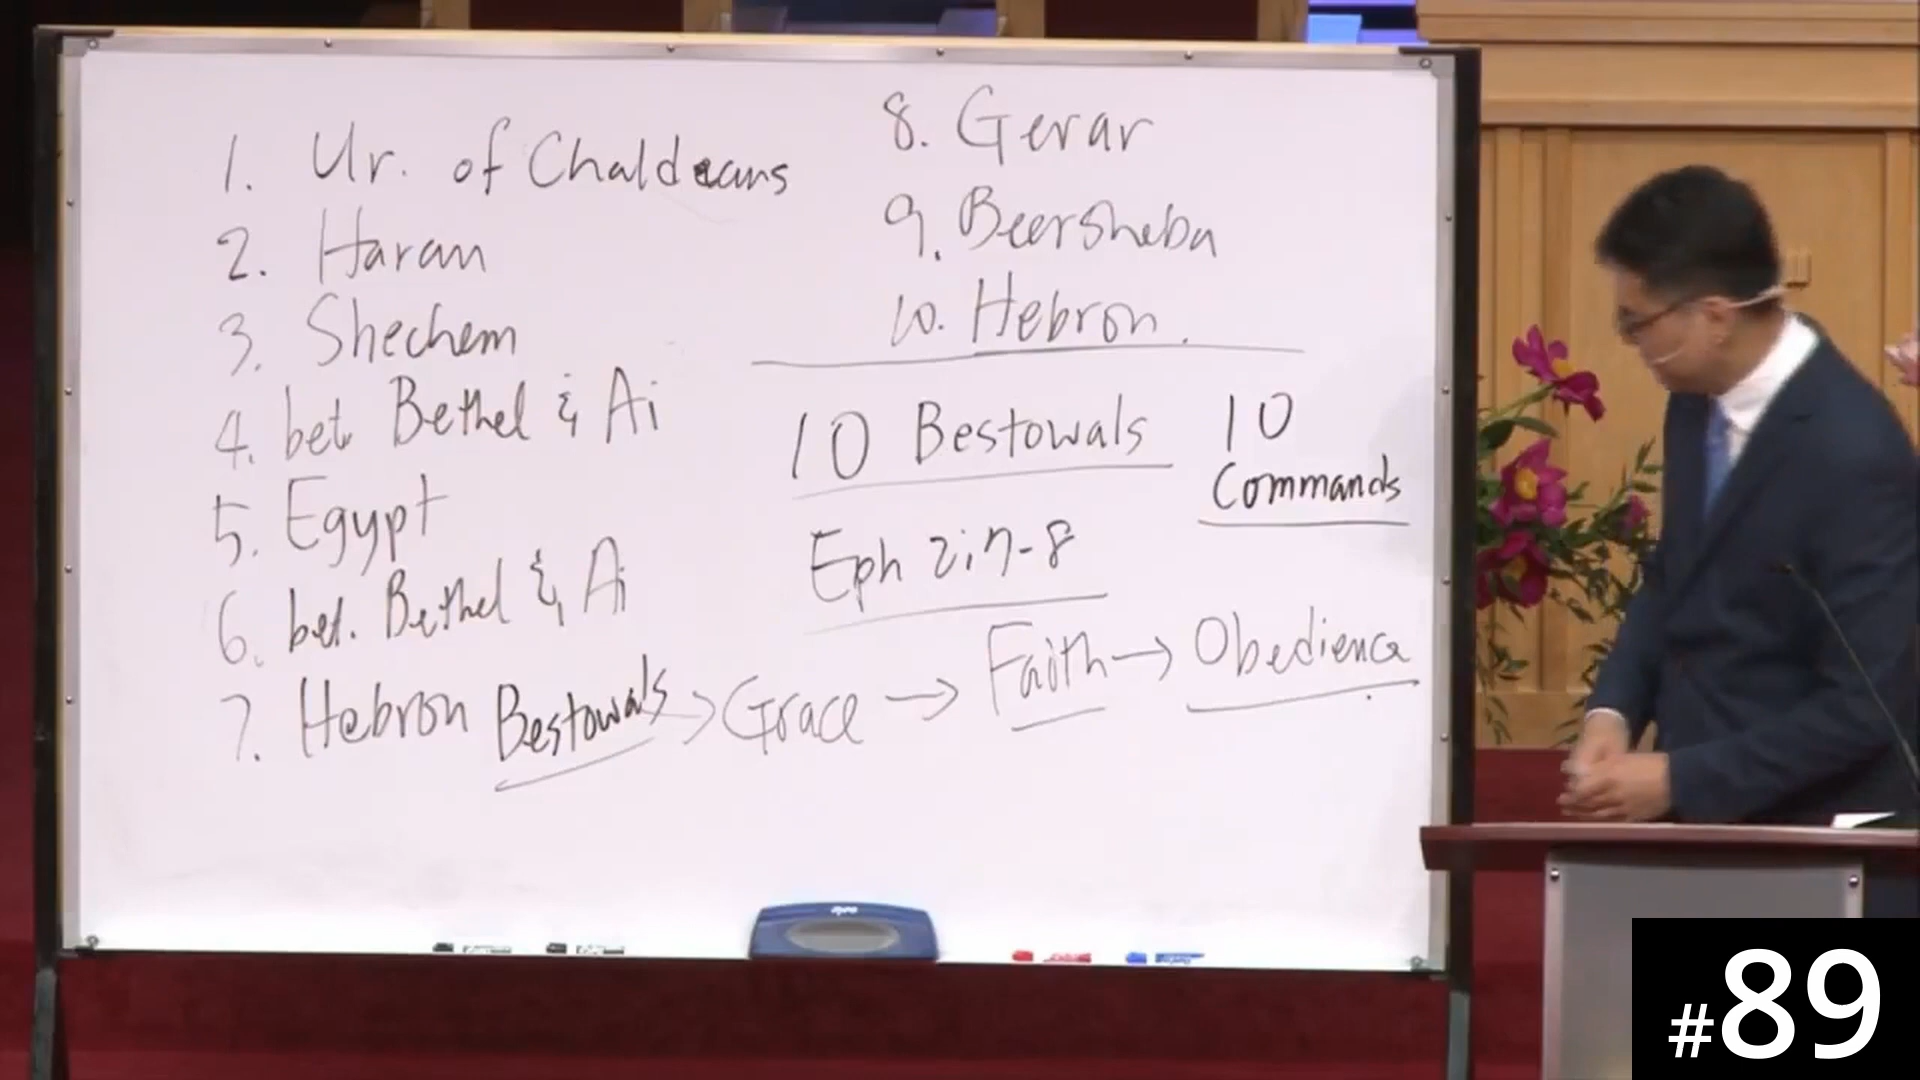 1. Ur. of Chaldeans
2. Haran
3. Shechem
4. bet. Bethel & Ai
5. Egypt
6. bet. Bethel & Ai
7. Hebron
8. Gerar
9. Beersheba
10. Hebron.
10 Bestowals
10 Commands
Eph 2:7-8
Bestowals → Grace → Faith → Obedience
#89